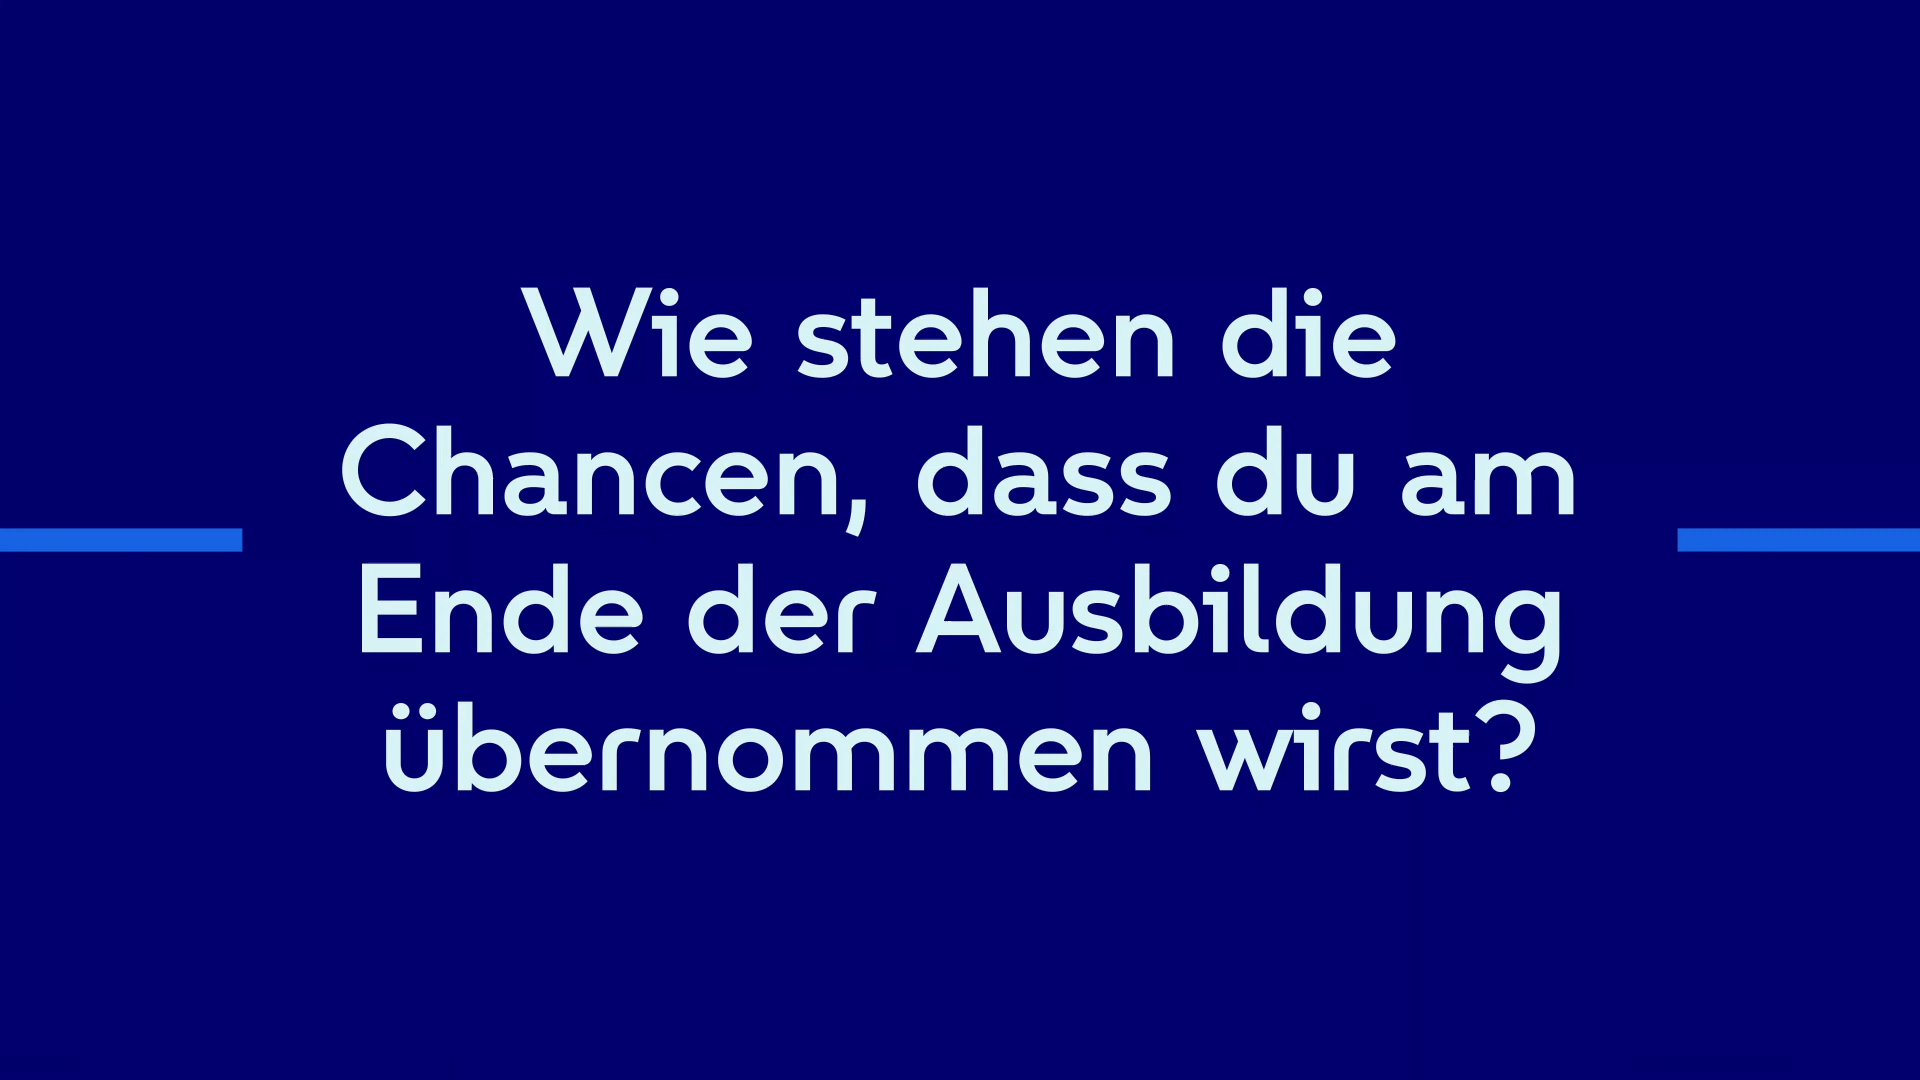 Wie stehen die
Chancen, dass du am
Ende der Ausbildung
übernommen wirst?